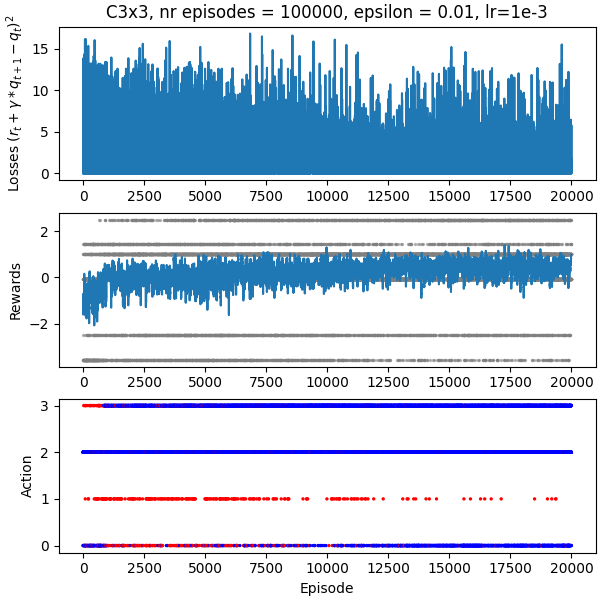 C3x3, nr episodes = 100000, epsilon = 0.01, lr=1e-3
Losses $(r_t + \gamma * q_{t+1} - q_t)^2$
15
10
5
0
0 2500 5000 7500 10000 12500 15000 17500 20000
Rewards
2
0
−2
0 2500 5000 7500 10000 12500 15000 17500 20000
Action
3
2
1
0
0 2500 5000 7500 10000 12500 15000 17500 20000
Episode